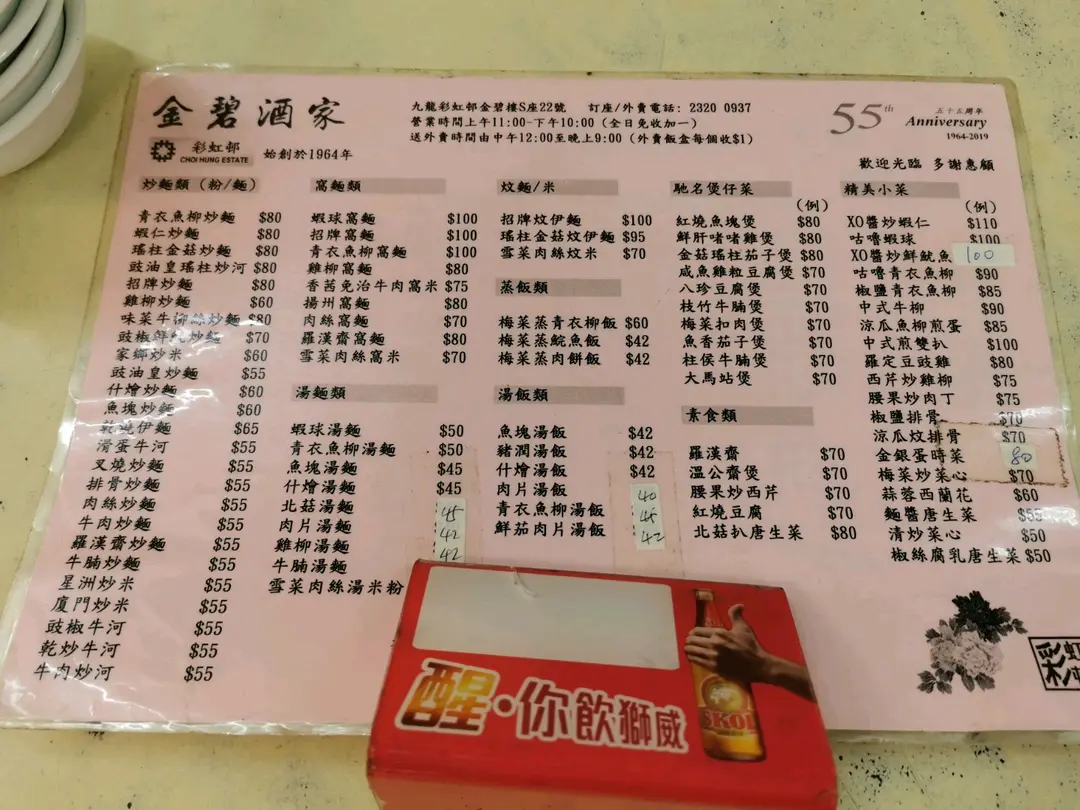 金碧酒家
彩虹邨
CHOI HUNG ESTATE
始創於1964年
九龍彩虹邨金碧樓S座22號 訂座/外賣電話: 2320 0937
營業時間上午11:00-下午10:00 (全日免收加一)
送外賣時間由中午12:00至晚上9:00 (外賣飯盒每個收$1)
55th
五十五周年
Anniversary
1964-2019
歡迎光臨 多謝惠顧
炒麵類 (粉/麵)
青衣魚柳炒麵 $80
蝦仁炒麵 $80
瑤柱金菇炒麵 $80
豉油皇瑤柱炒河 $80
招牌炒麵 $80
雞柳炒麵 $60
味菜牛柳絲炒麵 $80
豉椒鮮魷炒麵 $70
家鄉炒米 $60
豉油皇炒麵 $55
什燴炒麵 $60
魚塊炒麵 $60
乾燒伊麵 $65
滑蛋牛河 $55
叉燒炒麵 $55
排骨炒麵 $55
肉絲炒麵 $55
牛肉炒麵 $55
羅漢齋炒麵 $55
牛腩炒麵 $55
星洲炒米 $55
廈門炒米 $55
豉椒牛河 $55
乾炒牛河 $55
牛肉炒河 $55
窩麵類
蝦球窩麵 $100
招牌窩麵 $100
青衣魚柳窩麵 $100
雞柳窩麵 $80
香茜免治牛肉窩米 $75
揚州窩麵 $80
肉絲窩麵 $70
羅漢齋窩麵 $80
雪菜肉絲窩米 $70
湯麵類
蝦球湯麵 $50
青衣魚柳湯麵 $50
魚塊湯麵 $45
什燴湯麵 $45
北菇湯麵 45
肉片湯麵 42
雞柳湯麵 42
牛腩湯麵
雪菜肉絲湯米粉
炆麵/米
招牌炆伊麵 $100
瑤柱金菇炆伊麵 $95
雪菜肉絲炆米 $70
蒸飯類
梅菜蒸青衣柳飯 $60
梅菜蒸鯇魚飯 $42
梅菜蒸肉餅飯 $42
湯飯類
魚塊湯飯 $42
豬潤湯飯 $42
什燴湯飯 $42
肉片湯飯 40
青衣魚柳湯飯 45
鮮茄肉片湯飯 42
馳名煲仔菜
(例)
紅燒魚塊煲 $80
鮮肝啫啫雞煲 $80
金菇瑤柱茄子煲 $80
咸魚雞粒豆腐煲 $70
八珍豆腐煲 $70
枝竹牛腩煲 $70
梅菜扣肉煲 $70
魚香茄子煲 $70
柱侯牛腩煲 $70
大馬站煲 $70
素食類
羅漢齋 $70
溫公齋煲 $70
腰果炒西芹 $70
紅燒豆腐 $70
北菇扒唐生菜 $80
精美小菜
(例)
XO醬炒蝦仁 $110
咕嚕蝦球 $100
XO醬炒鮮魷魚 100
咕嚕青衣魚柳 $90
椒鹽青衣魚柳 $85
中式牛柳 $90
涼瓜魚柳煎蛋 $85
中式煎雙扒 $100
羅定豆豉雞 $80
西芹炒雞柳 $75
腰果炒肉丁 $75
椒鹽排骨 $70
涼瓜炆排骨 $70
金銀蛋時菜 80
梅菜炒菜心 $70
蒜蓉西蘭花 $60
麵醬唐生菜 $55
清炒菜心 $50
椒絲腐乳唐生菜 $50
彩虹邨
醒·你飲獅威
SKOL